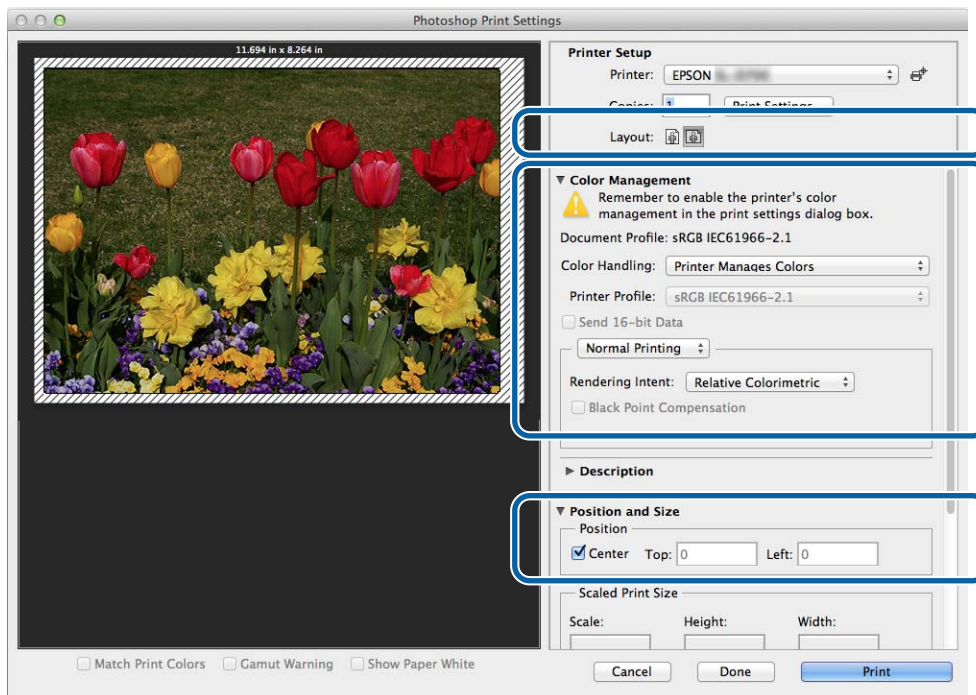 Photoshop Print Settings
11.694 in x 8.264 in
Printer Setup
Printer: EPSON
Copies: 1 Print Settings...
Layout:
Color Management
Remember to enable the printer's color
management in the print settings dialog box.
Document Profile: sRGB IEC61966-2.1
Color Handling: Printer Manages Colors
Printer Profile: sRGB IEC61966-2.1
Send 16-bit Data
Normal Printing
Rendering Intent: Relative Colorimetric
Black Point Compensation
Description
Position and Size
Position
Center Top: 0 Left: 0
Scaled Print Size
Scale: Height: Width:
Match Print Colors Gamut Warning Show Paper White
Cancel Done Print